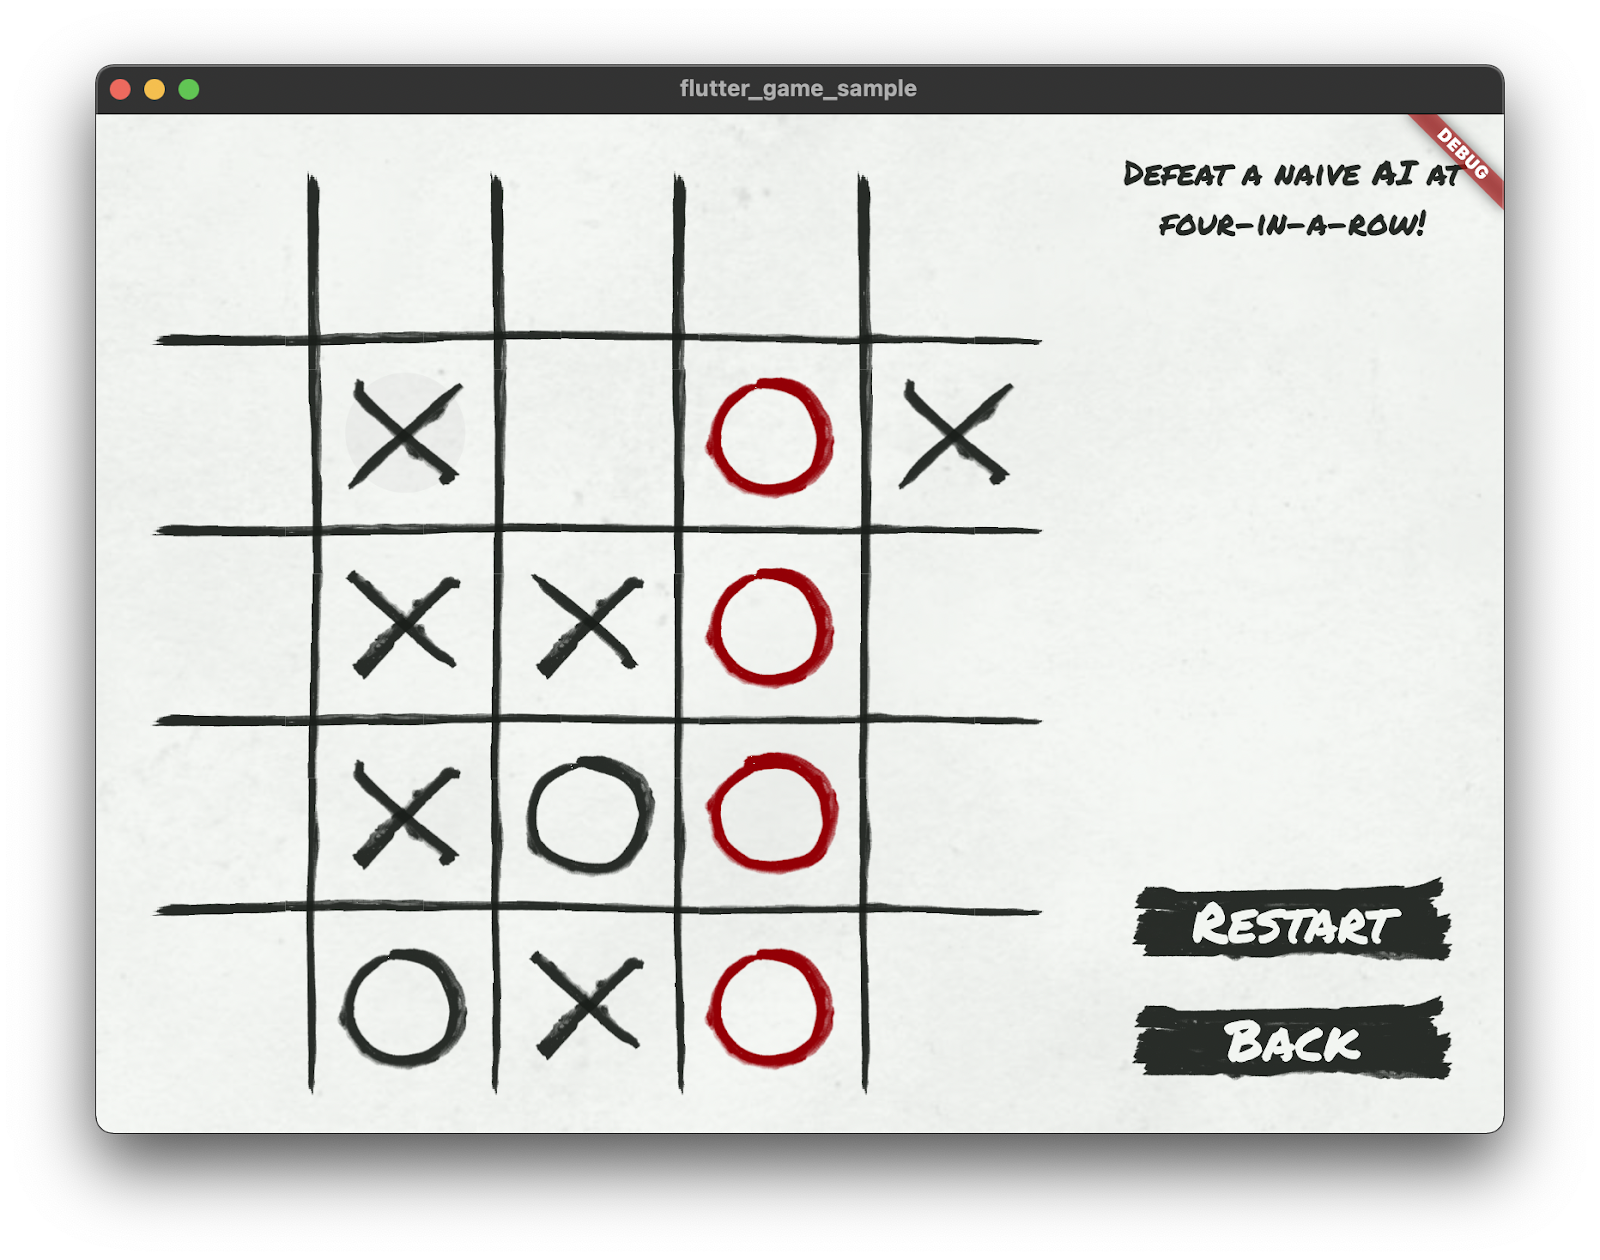 flutter_game_sample
DEBUG
DEFEAT A NAIVE AI AT
FOUR-IN-A-ROW!
RESTART
BACK